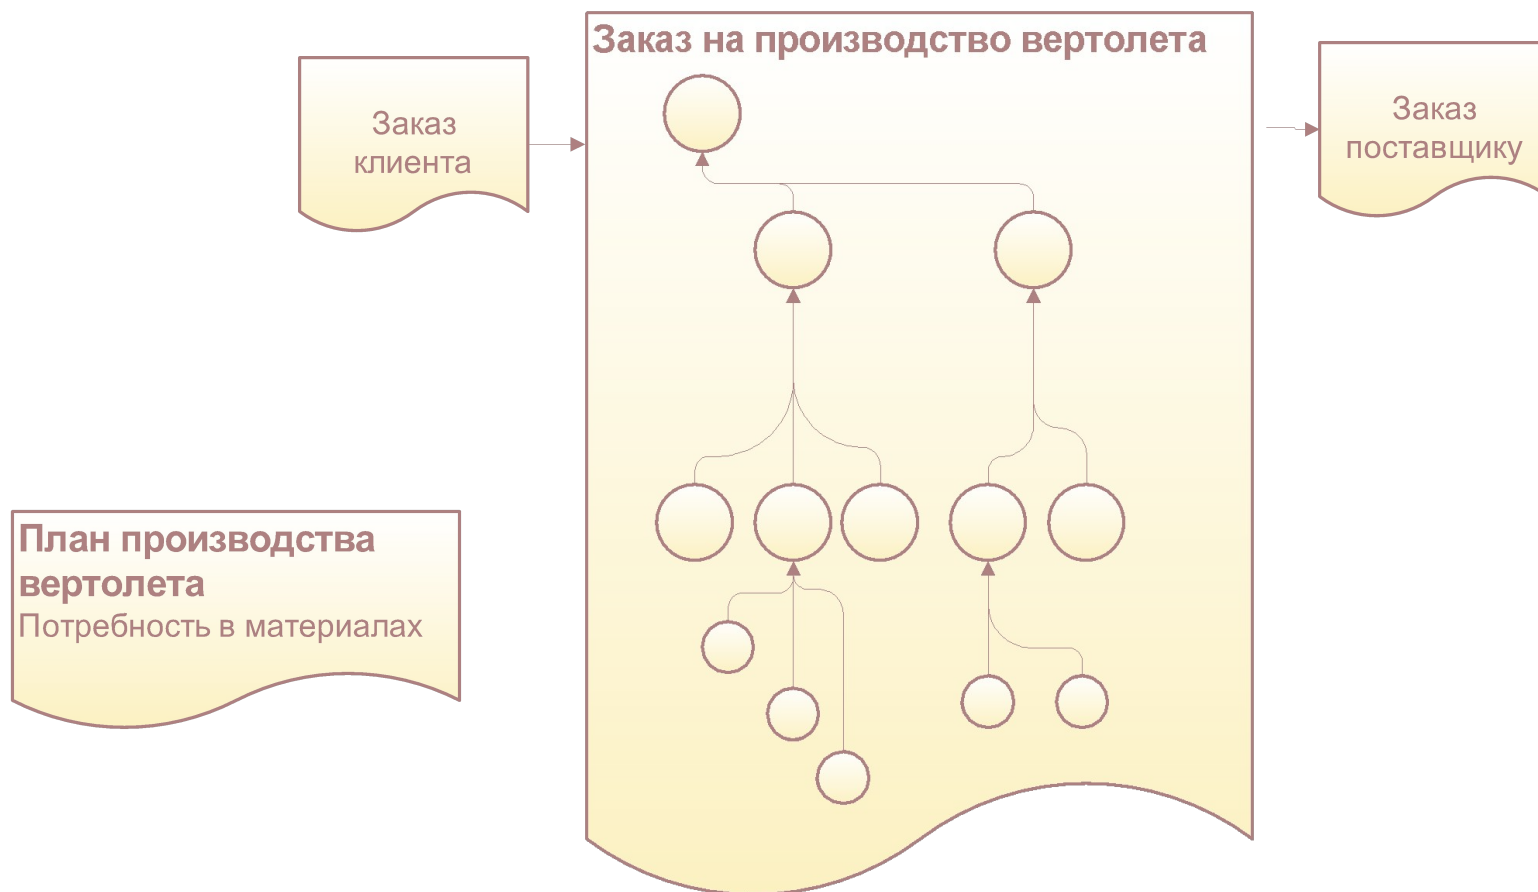 Заказ на производство вертолета
Заказ
клиента
Заказ
поставщику
План производства
вертолета
Потребность в материалах